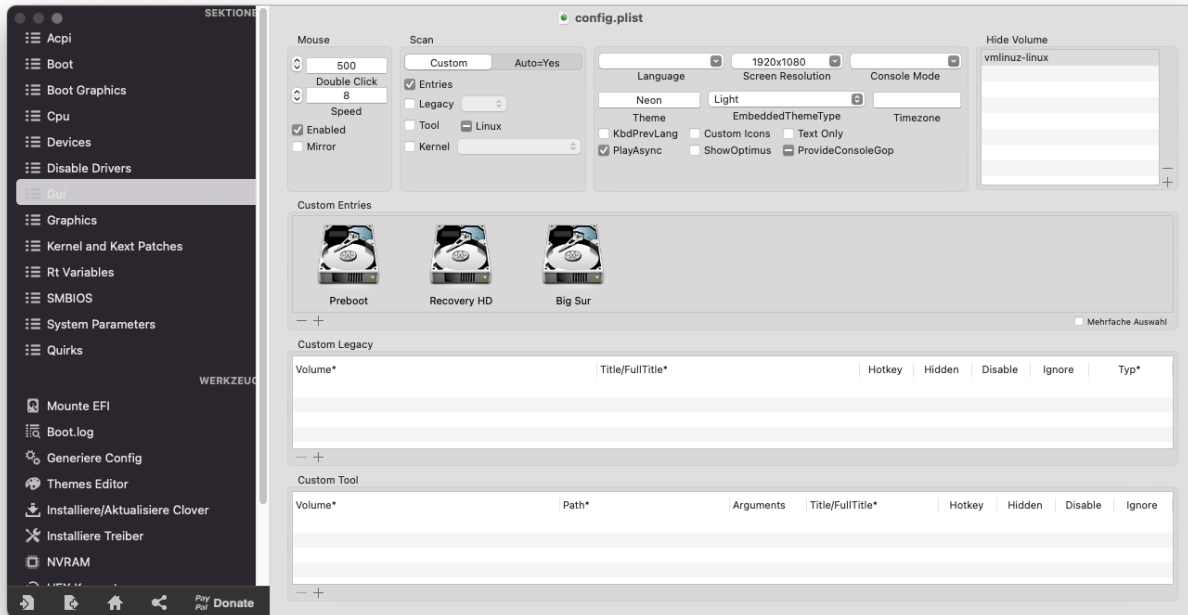 SEKTIONE
config.plist
Acpi
Boot
Boot Graphics
Cpu
Devices
Disable Drivers
Gui
Graphics
Kernel and Kext Patches
Rt Variables
SMBIOS
System Parameters
Quirks
WERKZEUG
Mounte EFI
Boot.log
Generiere Config
Themes Editor
Installiere/Aktualisiere Clover
Installiere Treiber
NVRAM
Pay Pal Donate
Mouse
500
Double Click
8
Speed
Enabled
Mirror
Scan
Custom Auto=Yes
Entries
Legacy
Tool Linux
Kernel
1920x1080
Language Screen Resolution Console Mode
Neon Light
Theme EmbeddedThemeType Timezone
KbdPrevLang Custom Icons Text Only
PlayAsync ShowOptimus ProvideConsoleGop
Hide Volume
vmlinuz-linux
Custom Entries
Preboot Recovery HD Big Sur
Mehrfache Auswahl
Custom Legacy
Volume* Title/FullTitle* Hotkey Hidden Disable Ignore Typ*
Custom Tool
Volume* Path* Arguments Title/FullTitle* Hotkey Hidden Disable Ignore